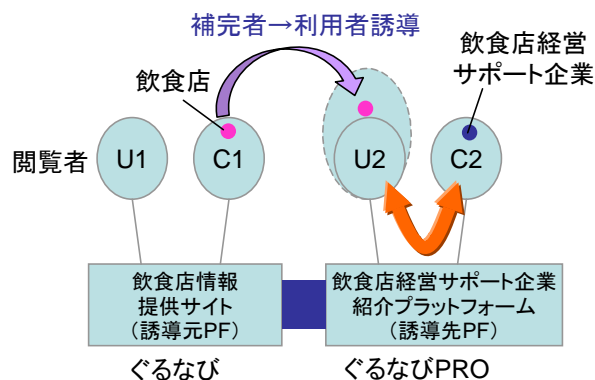 補完者→利用者誘導
飲食店経営
サポート企業
飲食店
閲覧者
U1
C1
U2
C2
飲食店情報
提供サイト
（誘導元PF）
飲食店経営サポート企業
紹介プラットフォーム
（誘導先PF）
ぐるなび
ぐるなびPRO